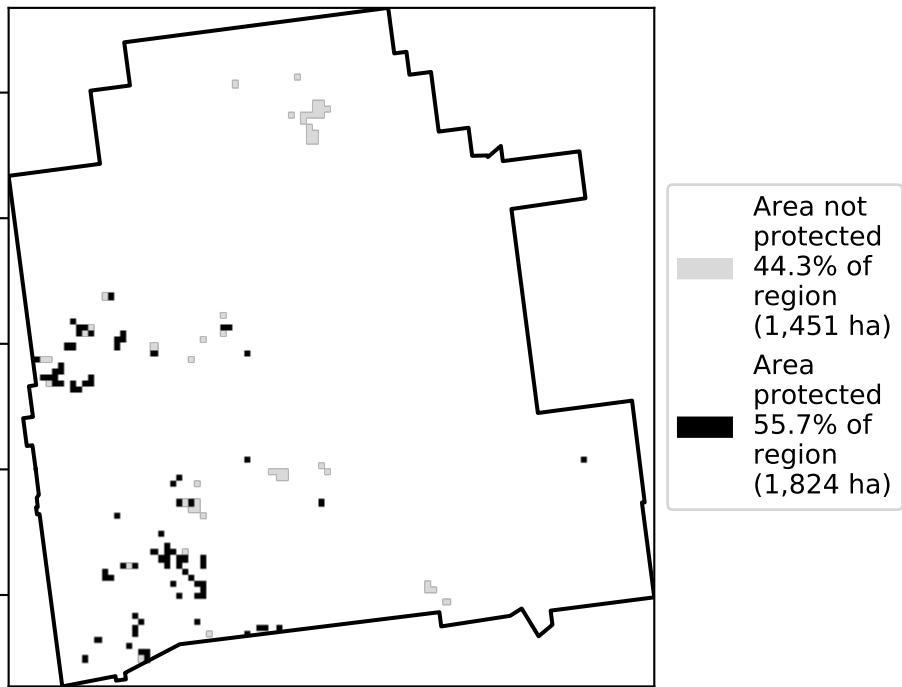 Area not
protected
44.3% of
region
(1,451 ha)
Area
protected
55.7% of
region
(1,824 ha)